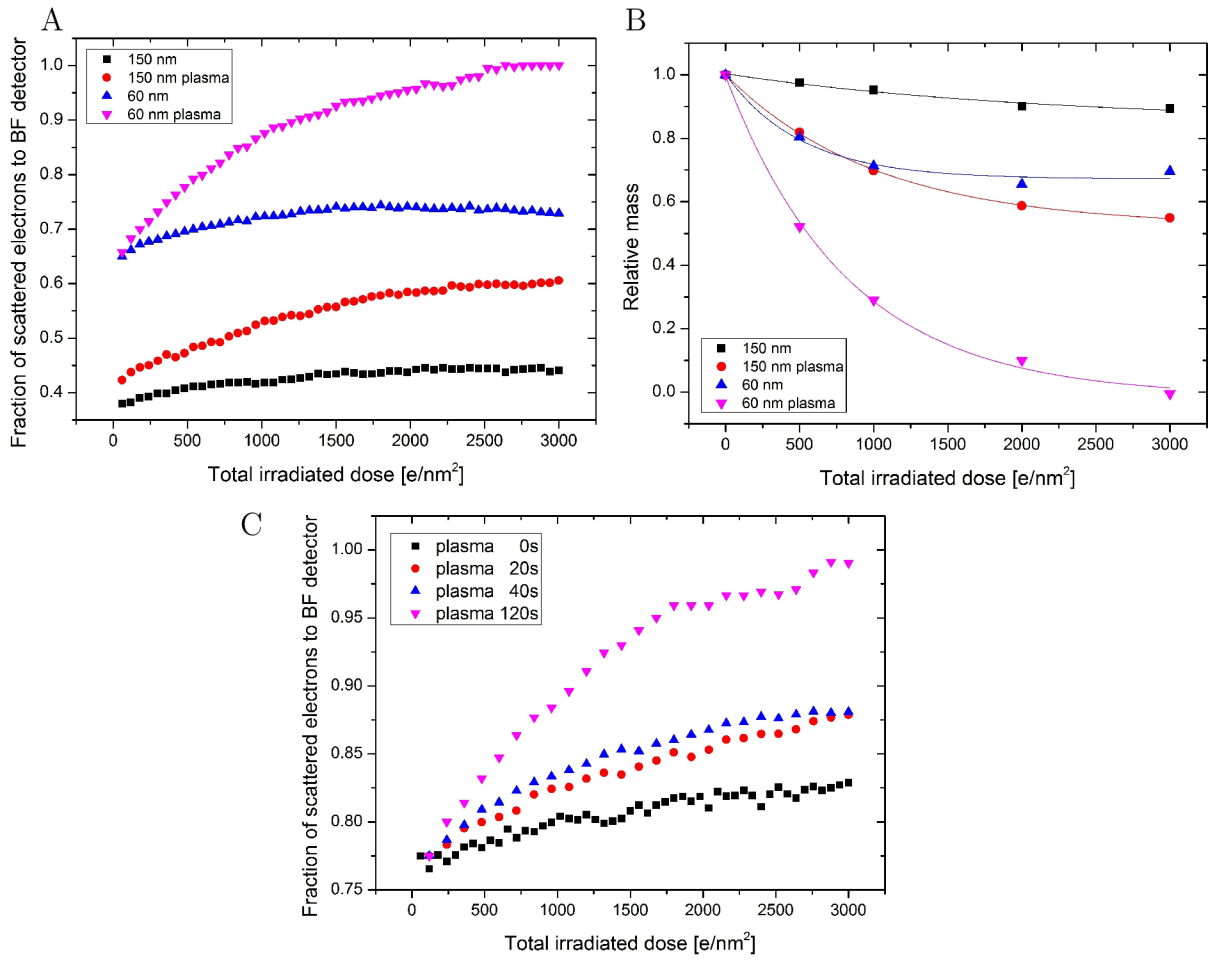 A
Fraction of scattered electrons to BF detector
1.0
0.9
0.8
0.7
0.6
0.5
0.4
150 nm
150 nm plasma
60 nm
60 nm plasma
0 500 1000 1500 2000 2500 3000
Total irradiated dose [e/nm²]
B
Relative mass
1.0
0.8
0.6
0.4
0.2
0.0
150 nm
150 nm plasma
60 nm
60 nm plasma
0 500 1000 1500 2000 2500 3000
Total irradiated dose [e/nm²]
C
Fraction of scattered electrons to BF detector
1.00
0.95
0.90
0.85
0.80
0.75
plasma 0s
plasma 20s
plasma 40s
plasma 120s
0 500 1000 1500 2000 2500 3000
Total irradiated dose [e/nm²]